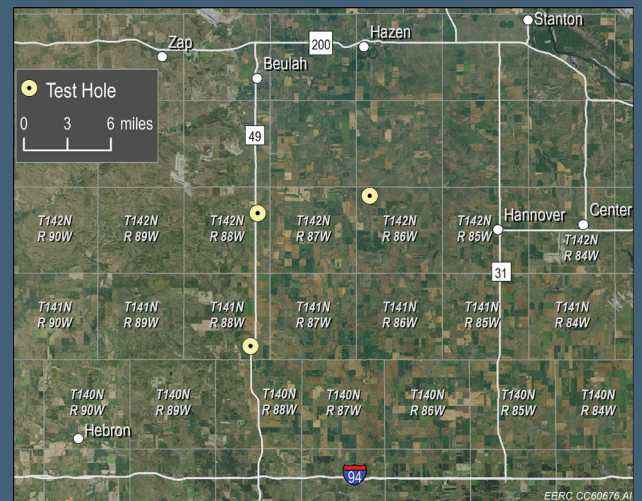 Stanton
Zap
200
Hazen
Beulah
Test Hole
0 3 6 miles
49
T142N
R 90W
T142N
R 89W
T142N
R 88W
T142N
R 87W
T142N
R 86W
T142N
R 85W
Hannover
Center
T142N
R 84W
31
T141N
R 90W
T141N
R 89W
T141N
R 88W
T141N
R 87W
T141N
R 86W
T141N
R 85W
T141N
R 84W
T140N
R 90W
T140N
R 89W
T140N
R 88W
T140N
R 87W
T140N
R 86W
T140N
R 85W
T140N
R 84W
Hebron
94
EERC CC60676.AI